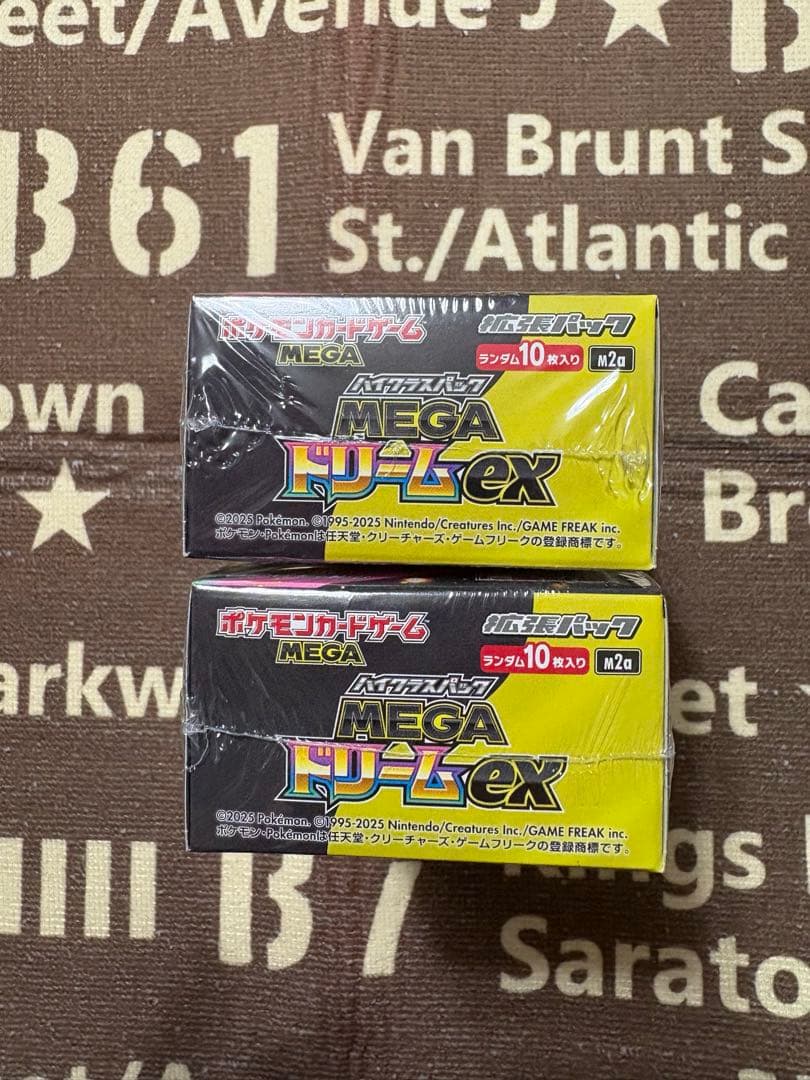 eet/Avenue J
B61
Van Brunt S
St./Atlantic
ポケモンカードゲーム
MEGA
拡張パック
ランダム10枚入り
M2a
ハイクラスパック
MEGA
ドリームex
©2025 Pokémon. ©1995-2025 Nintendo/Creatures Inc./GAME FREAK inc.
ポケモン・Pokémonは任天堂・クリーチャーズ・ゲームフリークの登録商標です。
own
Ca
Br
ポケモンカードゲーム
MEGA
拡張パック
ランダム10枚入り
M2a
ハイクラスパック
MEGA
ドリームex
©2025 Pokémon. ©1995-2025 Nintendo/Creatures Inc./GAME FREAK inc.
ポケモン・Pokémonは任天堂・クリーチャーズ・ゲームフリークの登録商標です。
arkw
et
B7
ings
Sarato